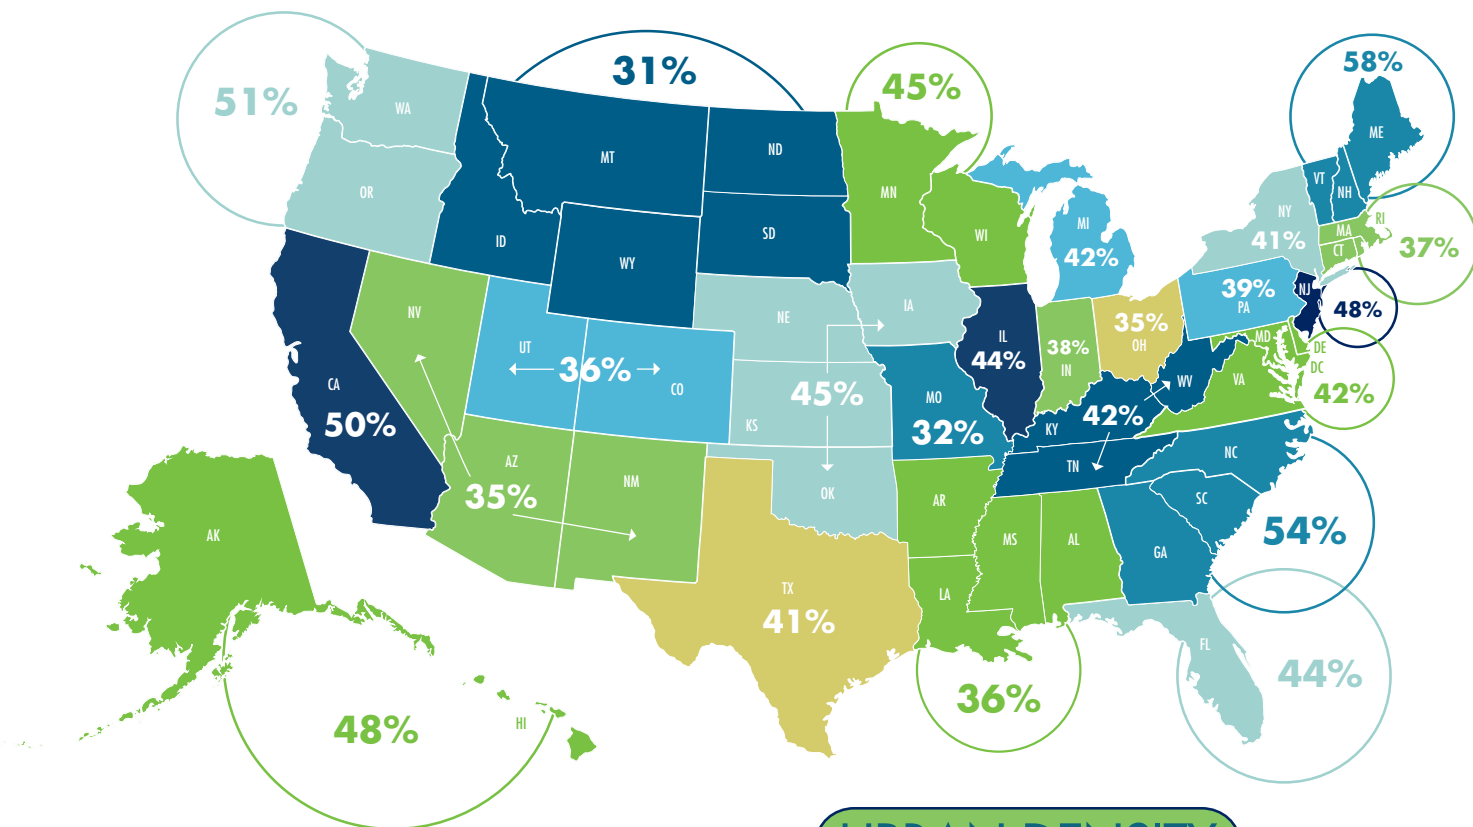 51%
WA
OR
31%
MT
ND
ID
WY
SD
45%
MN
WI
MI
42%
58%
ME
VT
NH
NY
41%
MA
RI
CT
37%
39%
PA
NJ
48%
MD
DE
DC
42%
VA
WV
35%
OH
38%
IN
IL
44%
IA
NE
45%
KS
OK
MO
32%
KY
42%
TN
NC
SC
54%
GA
AR
MS
AL
LA
36%
FL
44%
TX
41%
NV
UT
36%
CO
CA
50%
AZ
NM
35%
AK
48%
HI
URBAN DENSITY